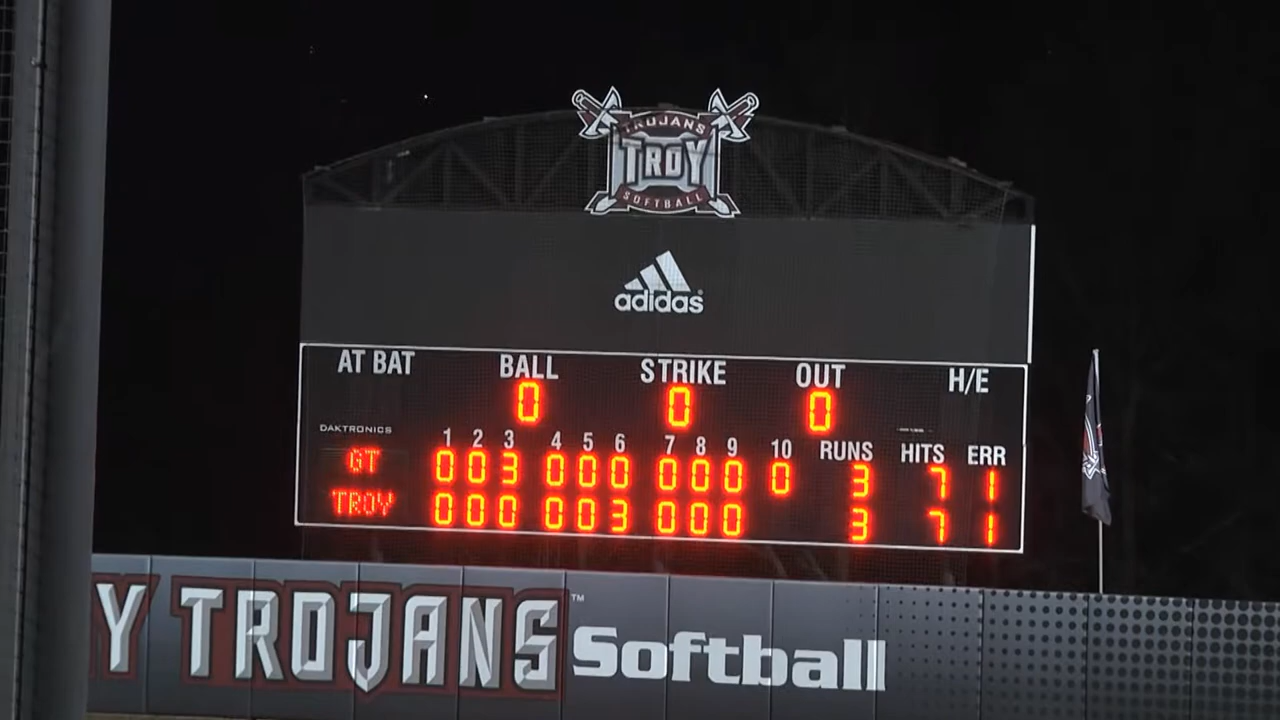 TROJANS
TROY
SOFTBALL
adidas
AT BAT BALL STRIKE OUT H/E
0 0 0
DAKTRONICS
1 2 3 4 5 6 7 8 9 10 RUNS HITS ERR
GT 0 0 3 0 0 0 0 0 0 0 3 7 1
TROY 0 0 0 0 0 3 0 0 0 3 7 1
Y TROJANS™ Softball